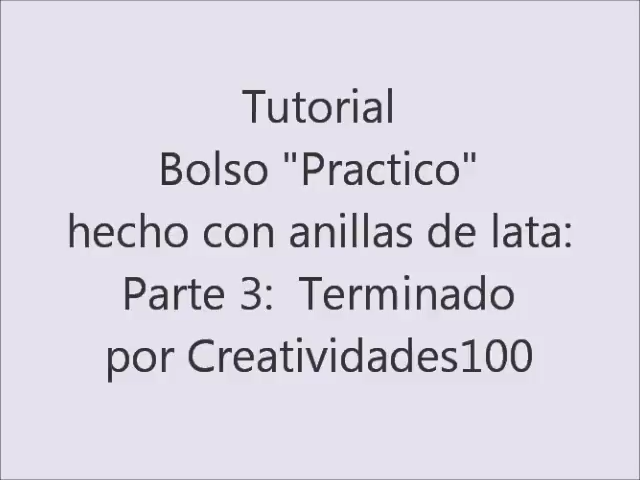 Tutorial
Bolso "Practico"
hecho con anillas de lata:
Parte 3:  Terminado
por Creatividades100